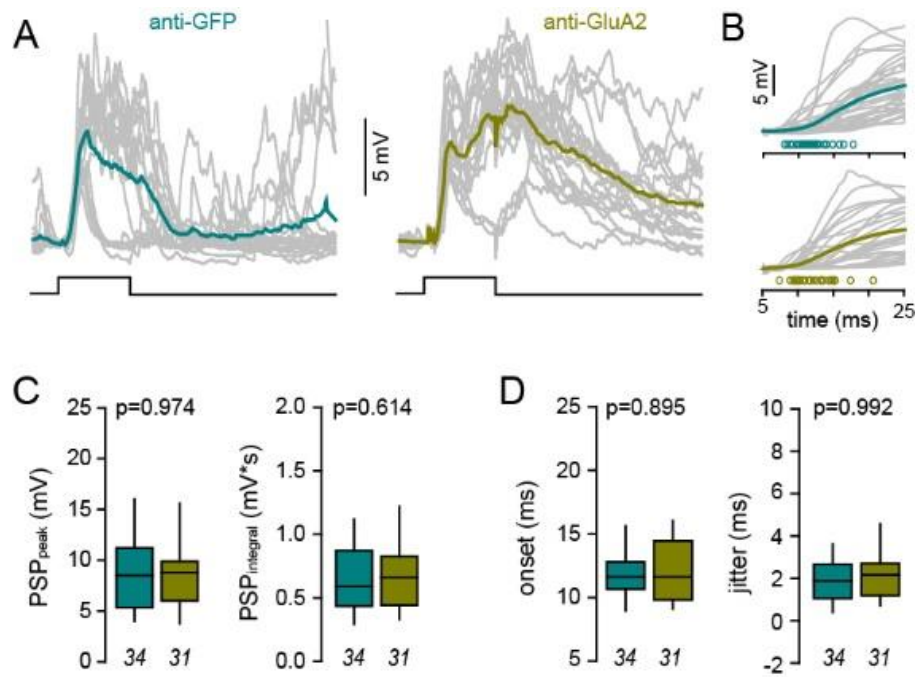 A
anti-GFP
anti-GluA2
5 mV
B
5 mV
5
25
time (ms)
C
p=0.974
PSPpeak (mV)
25
20
15
10
5
0
34
31
p=0.614
PSPintegral (mV*s)
2.0
1.5
1.0
0.5
0.0
34
31
D
p=0.895
onset (ms)
25
20
15
10
5
34
31
p=0.992
jitter (ms)
10
8
6
4
2
0
-2
34
31